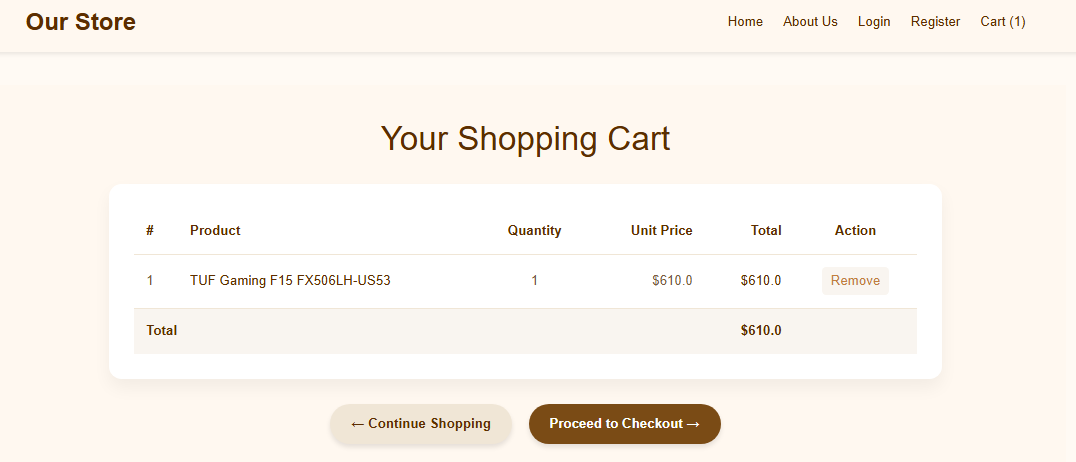 Our Store
Home About Us Login Register Cart (1)
Your Shopping Cart
# Product Quantity Unit Price Total Action
1 TUF Gaming F15 FX506LH-US53 1 $610.0 $610.0 Remove
Total $610.0
← Continue Shopping
Proceed to Checkout →